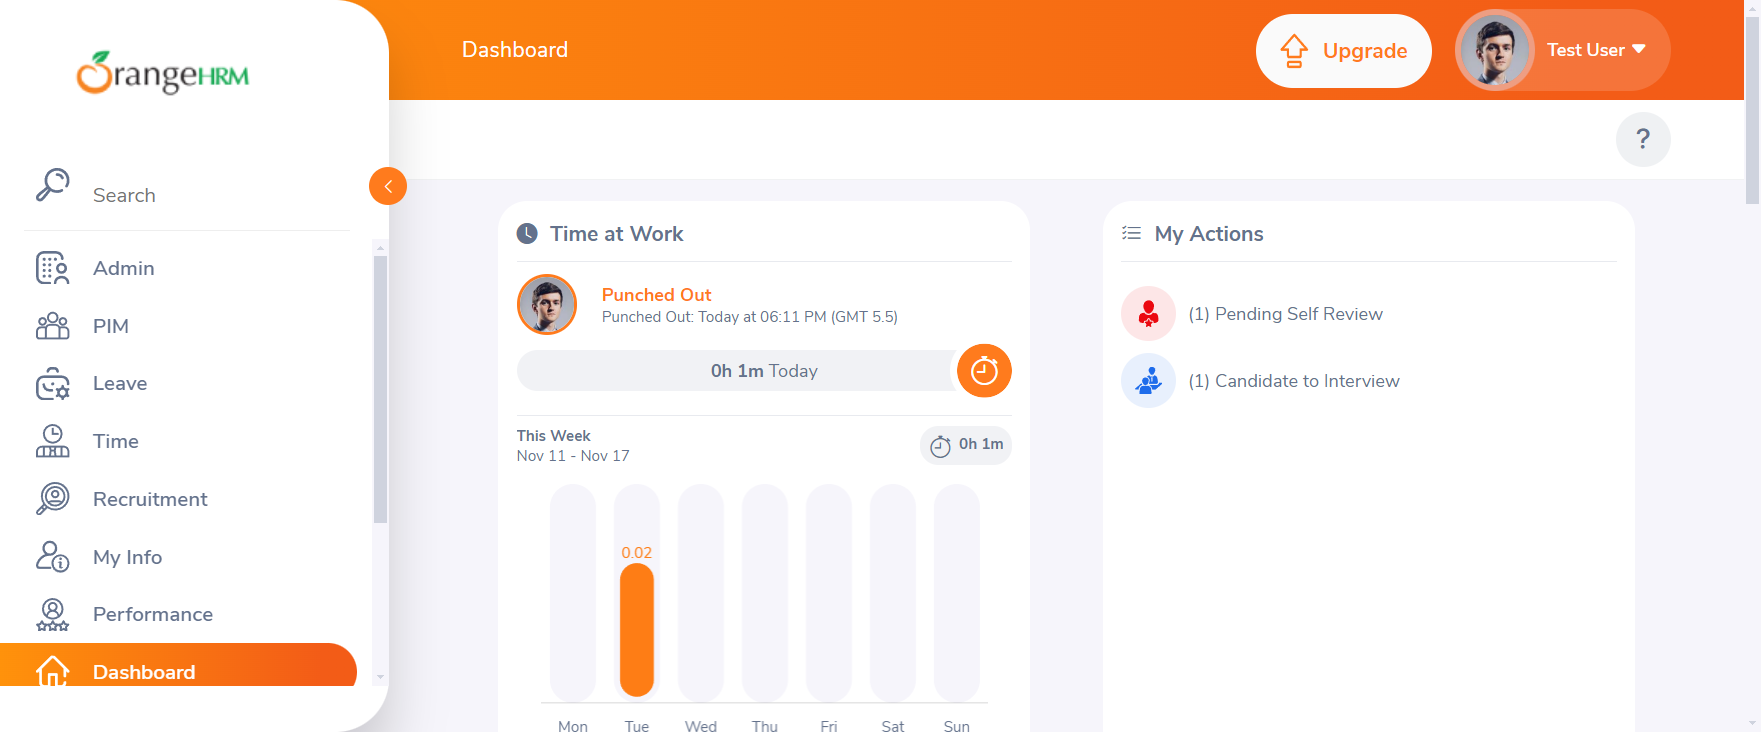 OrangeHRM
Dashboard
Upgrade
Test User
?
Search
Admin
PIM
Leave
Time
Recruitment
My Info
Performance
Dashboard
Time at Work
Punched Out
Punched Out: Today at 06:11 PM (GMT 5.5)
0h 1m Today
This Week
Nov 11 - Nov 17
0h 1m
0.02
Mon Tue Wed Thu Fri Sat Sun
My Actions
(1) Pending Self Review
(1) Candidate to Interview